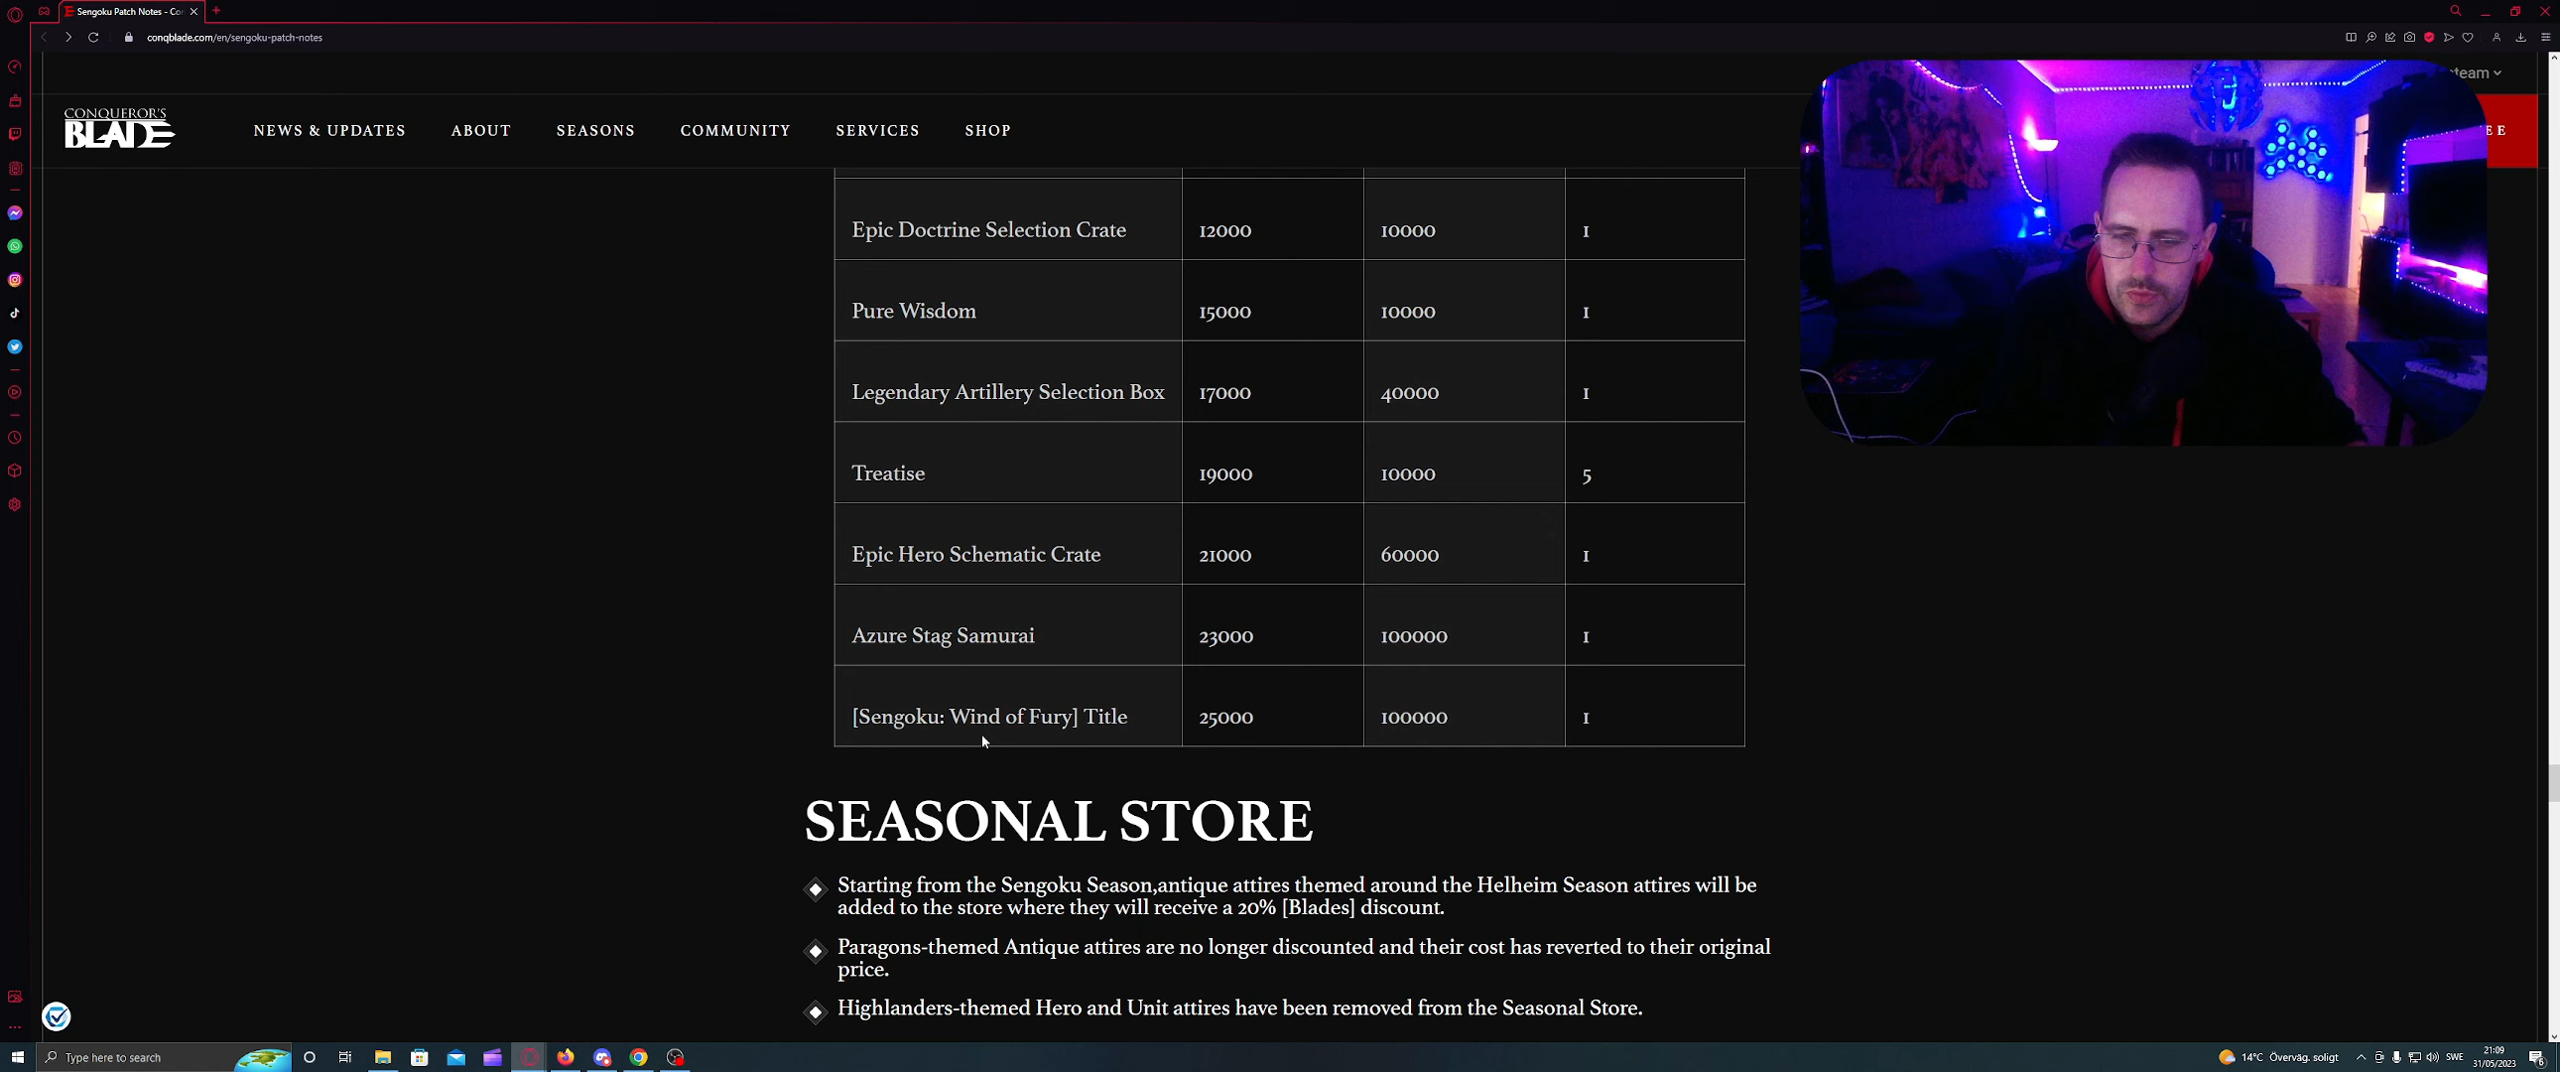 Sengoku Patch Notes - Co
conqblade.com/en/sengoku-patch-notes
team
CONQUEROR'S
BLADE
NEWS & UPDATES
ABOUT
SEASONS
COMMUNITY
SERVICES
SHOP
EE
Epic Doctrine Selection Crate 12000 10000 1
Pure Wisdom 15000 10000 1
Legendary Artillery Selection Box 17000 40000 1
Treatise 19000 10000 5
Epic Hero Schematic Crate 21000 60000 1
Azure Stag Samurai 23000 100000 1
[Sengoku: Wind of Fury] Title 25000 100000 1
SEASONAL STORE
Starting from the Sengoku Season,antique attires themed around the Helheim Season attires will be
added to the store where they will receive a 20% [Blades] discount.
Paragons-themed Antique attires are no longer discounted and their cost has reverted to their original
price.
Highlanders-themed Hero and Unit attires have been removed from the Seasonal Store.
Type here to search
14°C Överväg. soligt
SWE
21:09
31/05/2023
6